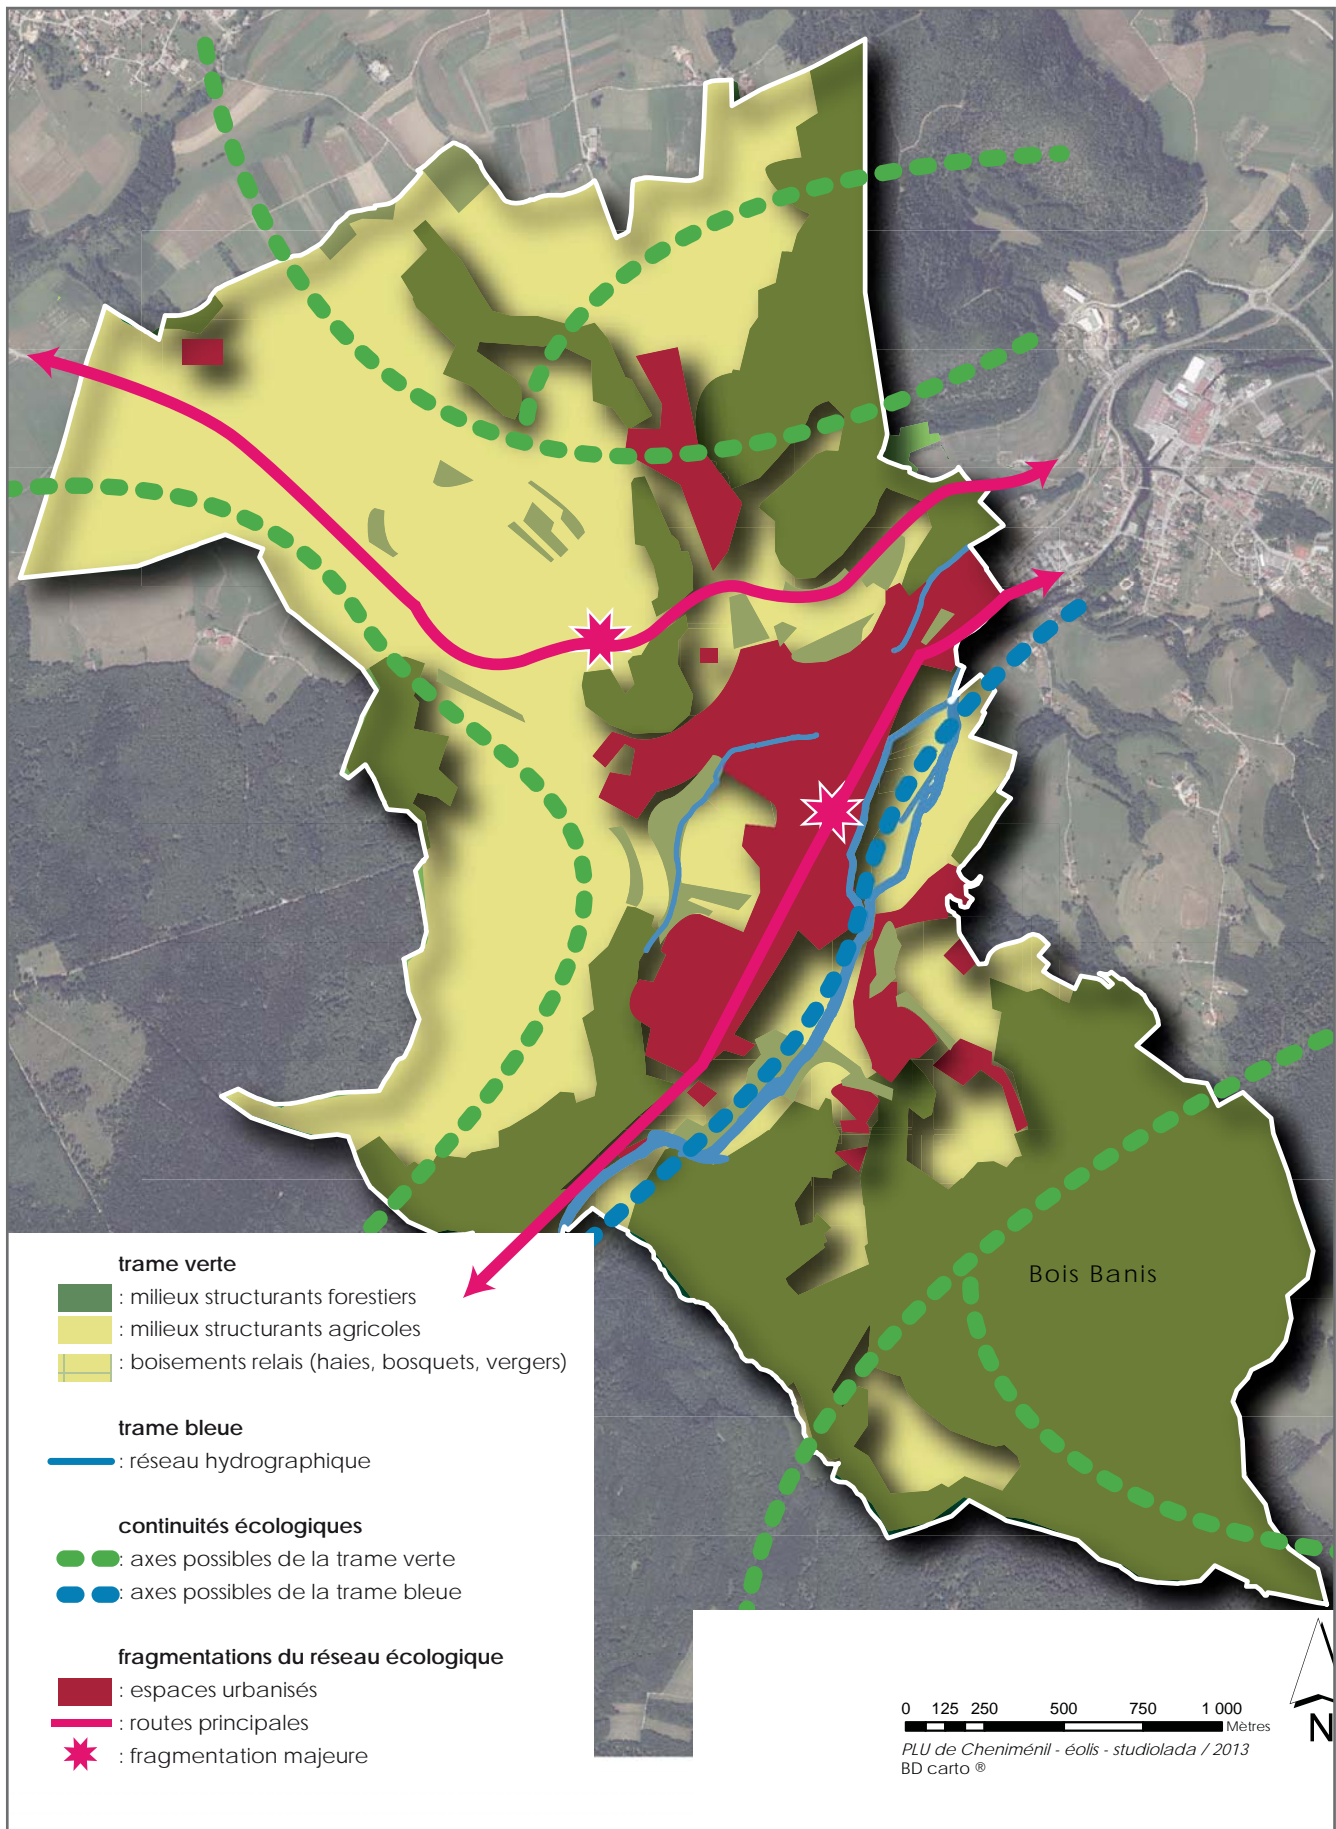 Bois Banis
trame verte
: milieux structurants forestiers
: milieux structurants agricoles
: boisements relais (haies, bosquets, vergers)
trame bleue
: réseau hydrographique
continuités écologiques
: axes possibles de la trame verte
: axes possibles de la trame bleue
fragmentations du réseau écologique
: espaces urbanisés
: routes principales
: fragmentation majeure
0 125 250 500 750 1 000
Mètres
PLU de Cheniménil - éolis - studiolada / 2013
BD carto ®
N